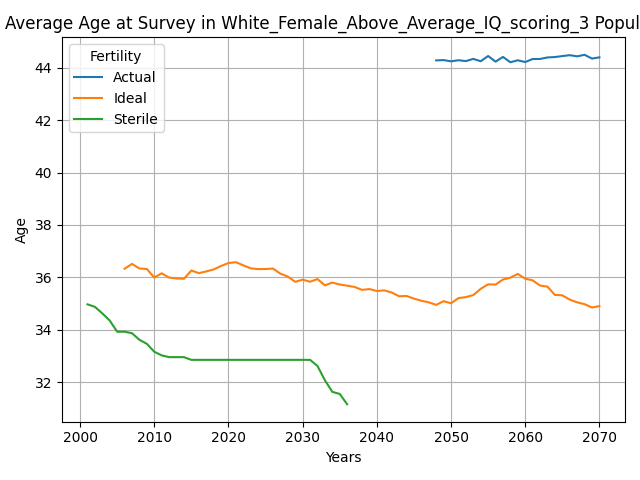 Average Age at Survey in White_Female_Above_Average_IQ_scoring_3 Popul
Fertility
Actual
Ideal
Sterile
44
42
40
38
36
34
32
Age
2000 2010 2020 2030 2040 2050 2060 2070
Years